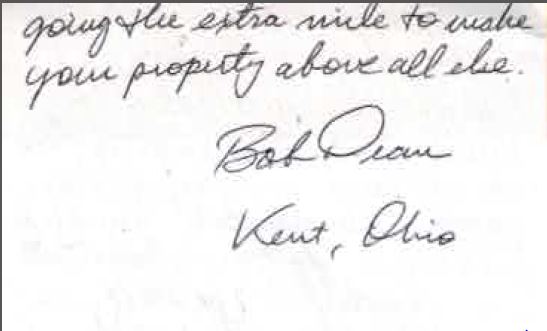 going the extra mile to make
your property above all else.
Bob Dean
Kent, Ohio